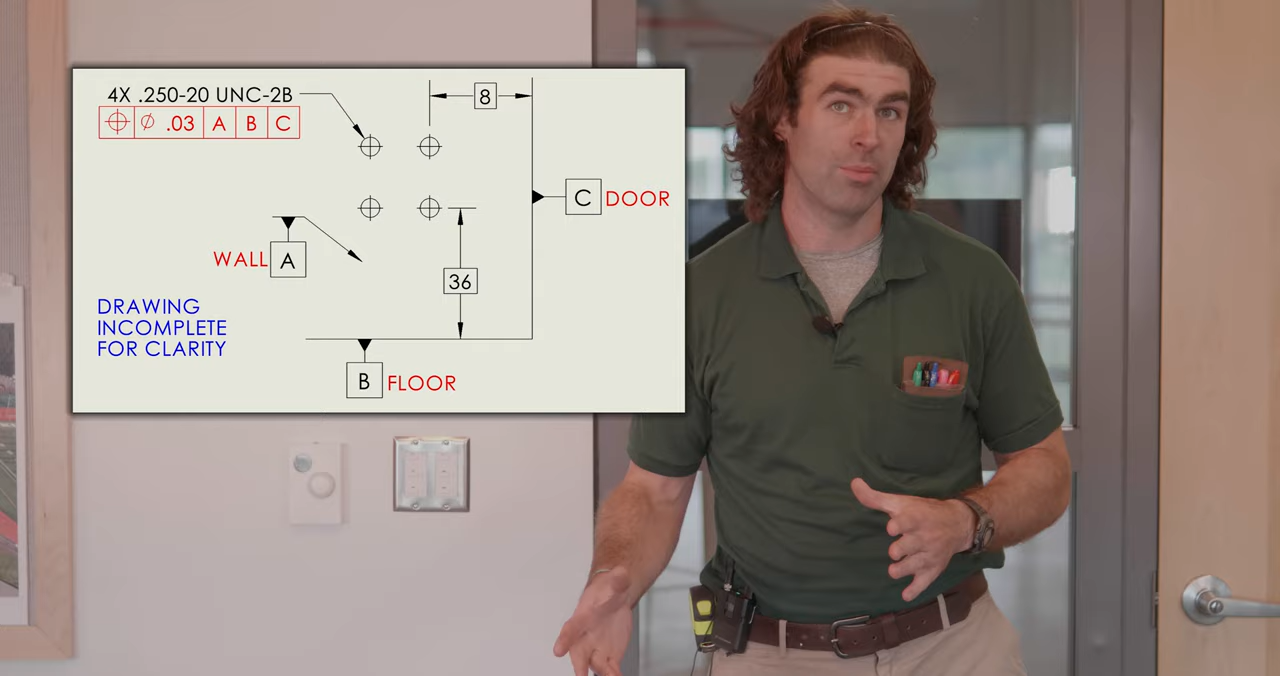 4X .250-20 UNC-2B
⌖ ⌀ .03 A B C
8
C DOOR
WALL A
36
DRAWING
INCOMPLETE
FOR CLARITY
B FLOOR